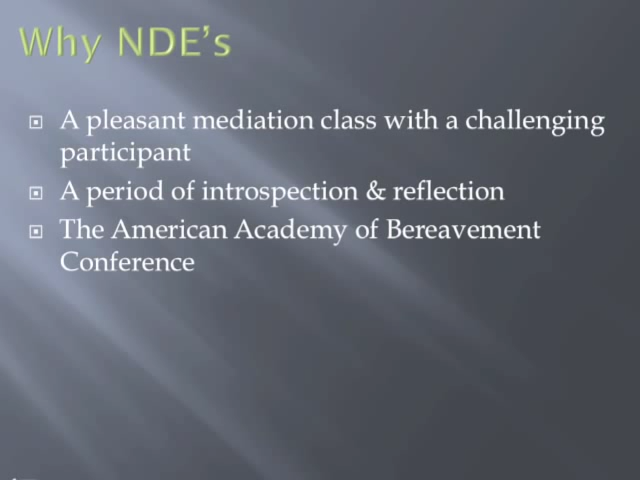 Why NDE’s
A pleasant mediation class with a challenging
participant
A period of introspection & reflection
The American Academy of Bereavement
Conference